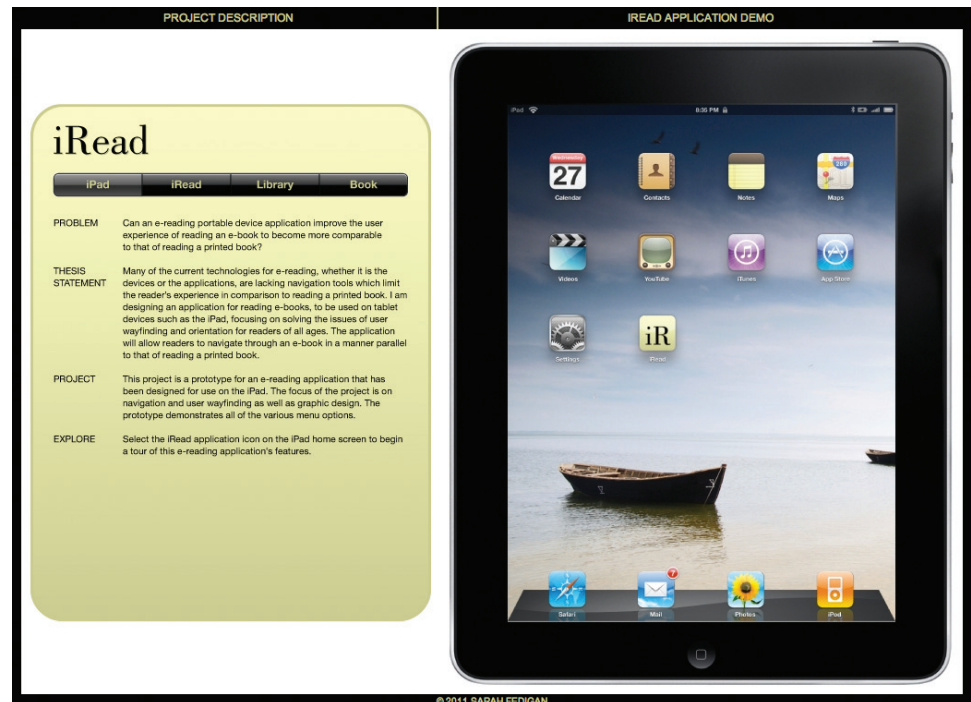 PROJECT DESCRIPTION
IREAD APPLICATION DEMO
iRead
iPad iRead Library Book
PROBLEM
Can an e-reading portable device application improve the user
experience of reading an e-book to become more comparable
to that of reading a printed book?
THESIS
STATEMENT
Many of the current technologies for e-reading, whether it is the
devices or the applications, are lacking navigation tools which limit
the reader's experience in comparison to reading a printed book. I am
designing an application for reading e-books, to be used on tablet
devices such as the iPad, focusing on solving the issues of user
wayfinding and orientation for readers of all ages. The application
will allow readers to navigate through an e-book in a manner parallel
to that of reading a printed book.
PROJECT
This project is a prototype for an e-reading application that has
been designed for use on the iPad. The focus of the project is on
navigation and user wayfinding as well as graphic design. The
prototype demonstrates all of the various menu options.
EXPLORE
Select the iRead application icon on the iPad home screen to begin
a tour of this e-reading application's features.
iPad 8:35 PM
Wednesday
27
280
Calendar Contacts Notes Maps
Videos YouTube iTunes App Store
iR
Settings iRead
7
Safari Mail Photos iPod
© 2011 SARAH FEDIGAN